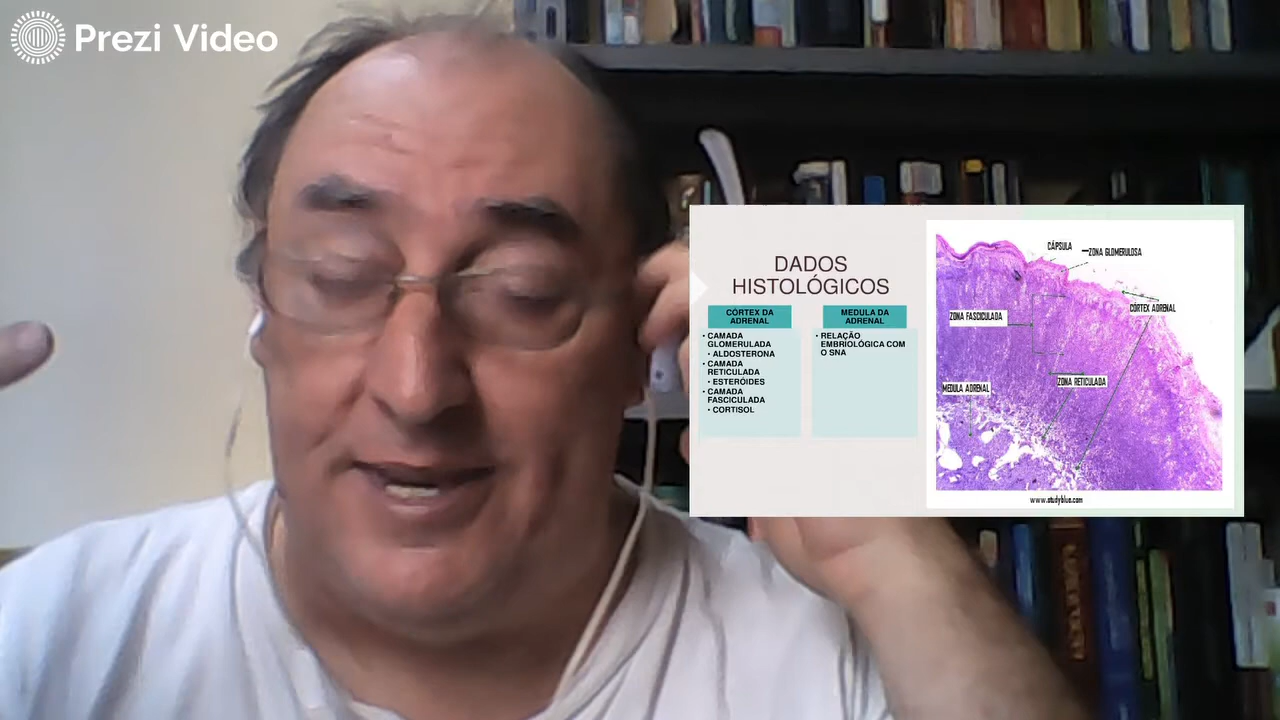 Prezi Video
DADOS
HISTOLÓGICOS
CÓRTEX DA
ADRENAL
• CAMADA
GLOMERULADA
• ALDOSTERONA
• CAMADA
RETICULADA
• ESTERÓIDES
• CAMADA
FASCICULADA
• CORTISOL
MEDULA DA
ADRENAL
• RELAÇÃO
EMBRIOLÓGICA COM
O SNA
CÁPSULA
ZONA GLOMERULOSA
ZONA FASCICULADA
CÓRTEX ADRENAL
MEDULA ADRENAL
ZONA RETICULADA
www.studyblue.com